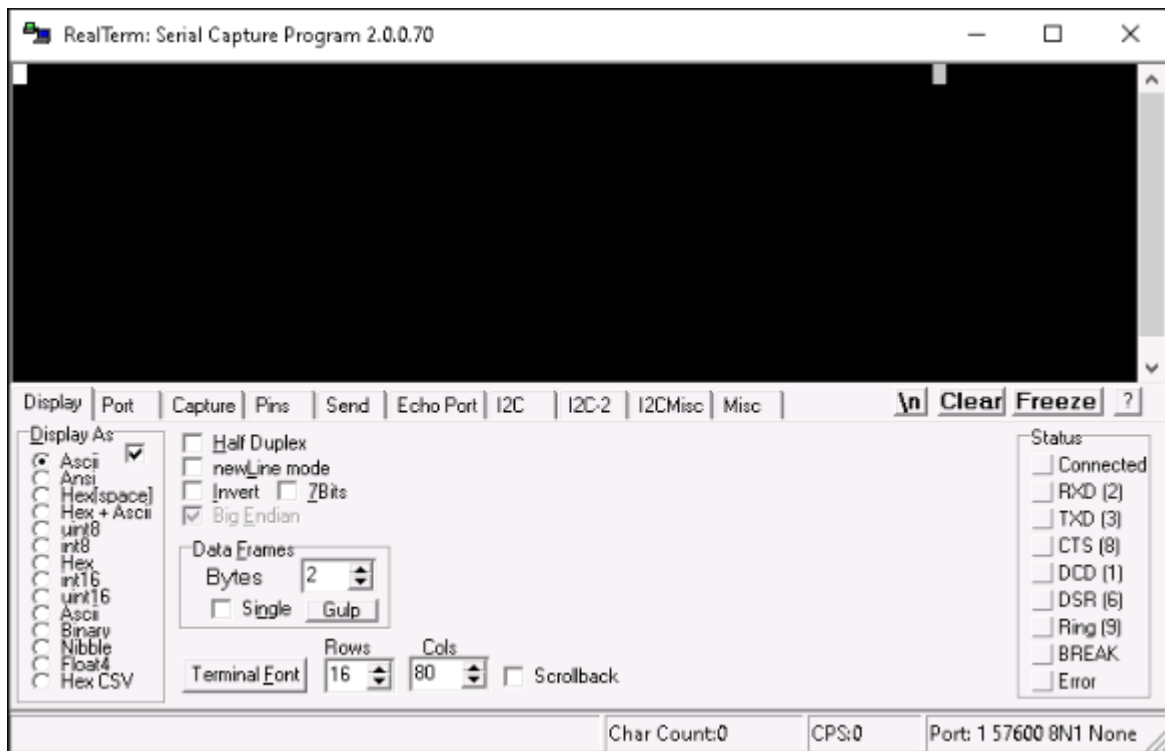 RealTerm: Serial Capture Program 2.0.0.70
Display Port Capture Pins Send Echo Port I2C I2C-2 I2CMisc Misc \n Clear Freeze ?
Display As
Ascii
Ansi
Hex[space]
Hex + Ascii
uint8
int8
Hex
int16
uint16
Ascii
Binary
Nibble
Float4
Hex CSV
Half Duplex
newLine mode
Invert 7Bits
Big Endian
Data Frames
Bytes 2
Single Gulp
Rows Cols
Terminal Font 16 80 Scrollback
Status
Connected
RXD (2)
TXD (3)
CTS (8)
DCD (1)
DSR (6)
Ring (9)
BREAK
Error
Char Count:0 CPS:0 Port: 1 57600 8N1 None